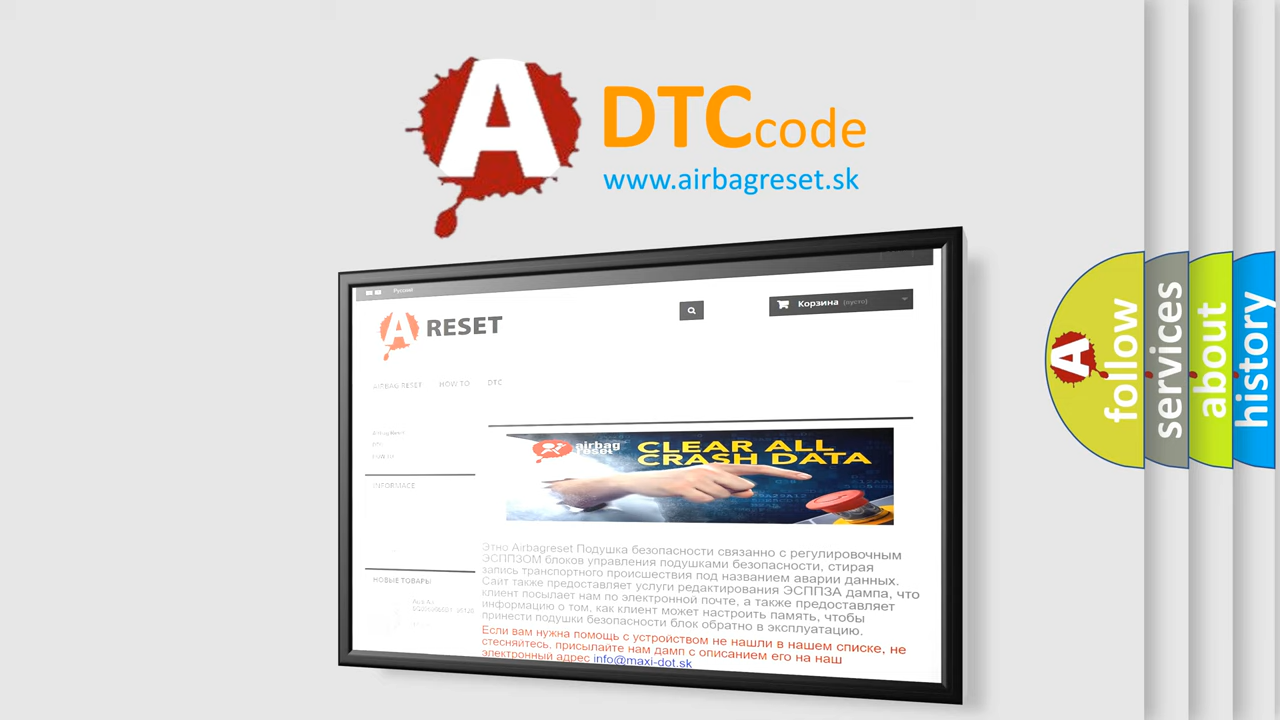 A
DTCcode
www.airbagreset.sk
Русский
A RESET
Корзина (пусто)
AIRBAG RESET HOW TO DTC
INFORMACE
НОВЫЕ ТОВАРЫ
airbag
reset
CLEAR ALL
CRASH DATA
Этно Airbagreset Подушка безопасности связанно с регулировочным
ЭСППЗОМ блоков управления подушками безопасности, стирая
запись транспортного происшествия под названием аварии данных.
Сайт также предоставляет услуги редактирования ЭСППЗА дампа, что
клиент посылает нам по электронной почте, а также предоставляет
информацию о том, как клиент может настроить память, чтобы
принести подушки безопасности блок обратно в эксплуатацию.
Если вам нужна помощь с устройством не нашли в нашем списке, не
стесняйтесь, присылайте нам дамп с описанием его на наш
электронный адрес info@maxi-dot.sk
A
follow
services
about
history